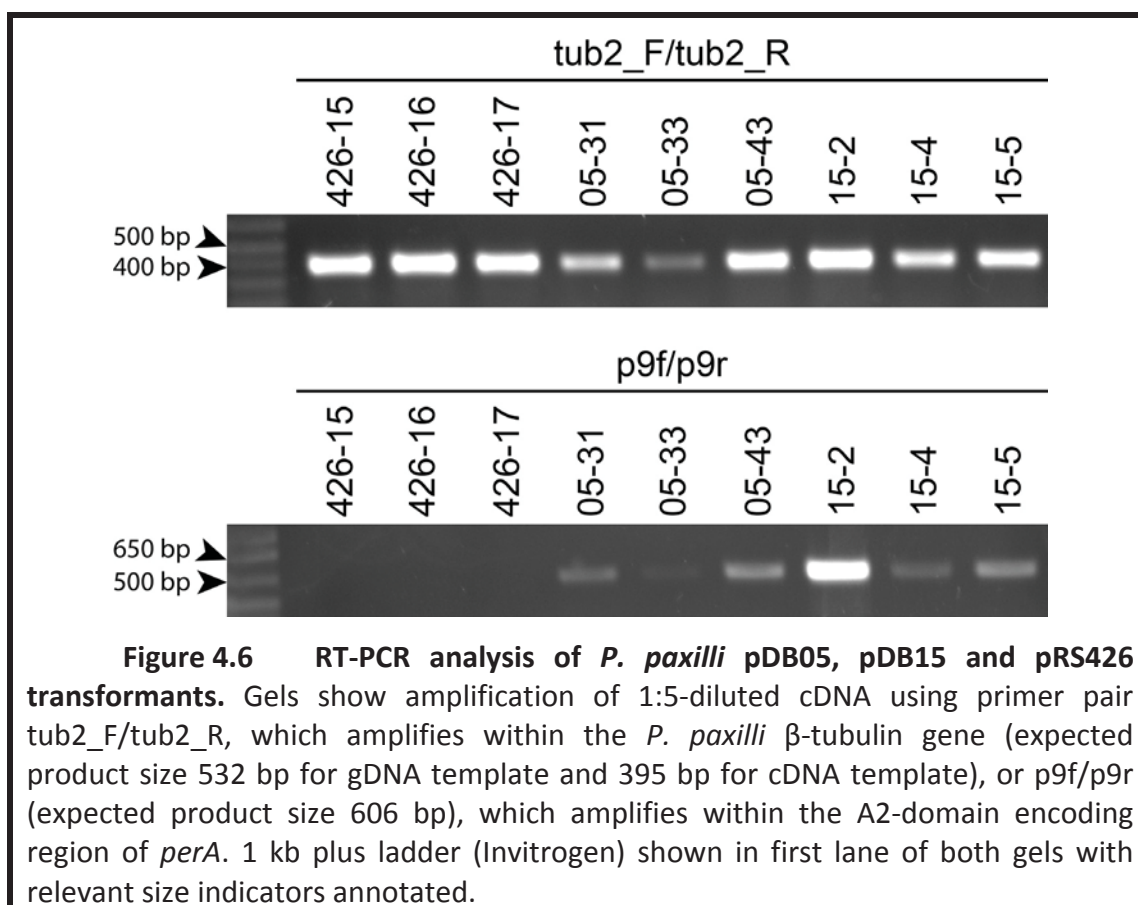 tub2_F/tub2_R
426-15 426-16 426-17 05-31 05-33 05-43 15-2 15-4 15-5
500 bp
400 bp
p9f/p9r
426-15 426-16 426-17 05-31 05-33 05-43 15-2 15-4 15-5
650 bp
500 bp
Figure 4.6 RT-PCR analysis of P. paxilli pDB05, pDB15 and pRS426
transformants. Gels show amplification of 1:5-diluted cDNA using primer pair
tub2_F/tub2_R, which amplifies within the P. paxilli β-tubulin gene (expected
product size 532 bp for gDNA template and 395 bp for cDNA template), or p9f/p9r
(expected product size 606 bp), which amplifies within the A2-domain encoding
region of perA. 1 kb plus ladder (Invitrogen) shown in first lane of both gels with
relevant size indicators annotated.